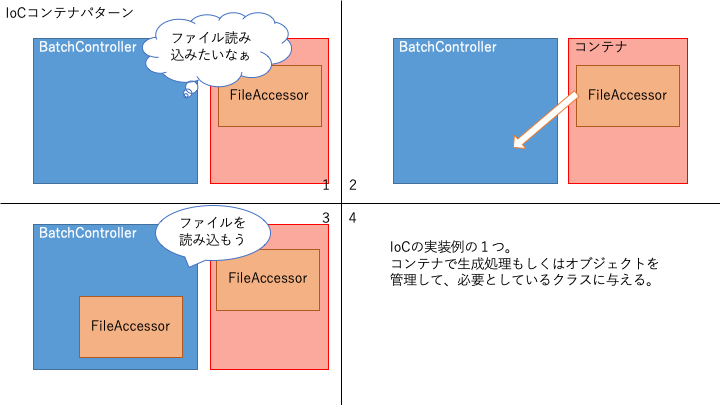 IoCコンテナパターン
BatchController
ファイル読み
込みたいなぁ
FileAccessor
1
2
BatchController
コンテナ
FileAccessor
3
BatchController
ファイルを
読み込もう
FileAccessor
FileAccessor
4
IoCの実装例の１つ。
コンテナで生成処理もしくはオブジェクトを
管理して、必要としているクラスに与える。